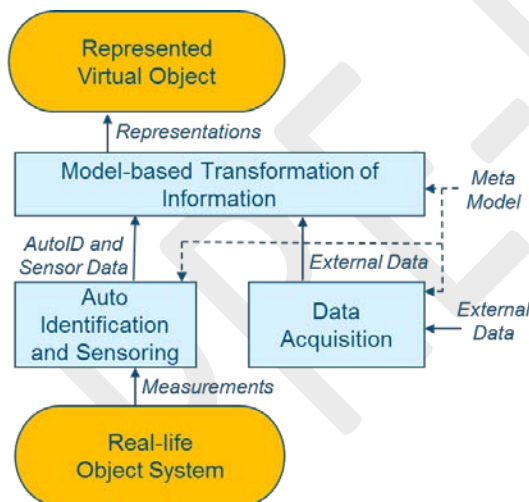 Represented
Virtual Object
Representations
Model-based Transformation of
Information
Meta
Model
AutoID and
Sensor Data
External Data
Auto
Identification
and Sensoring
Data
Acquisition
External
Data
Measurements
Real-life
Object System